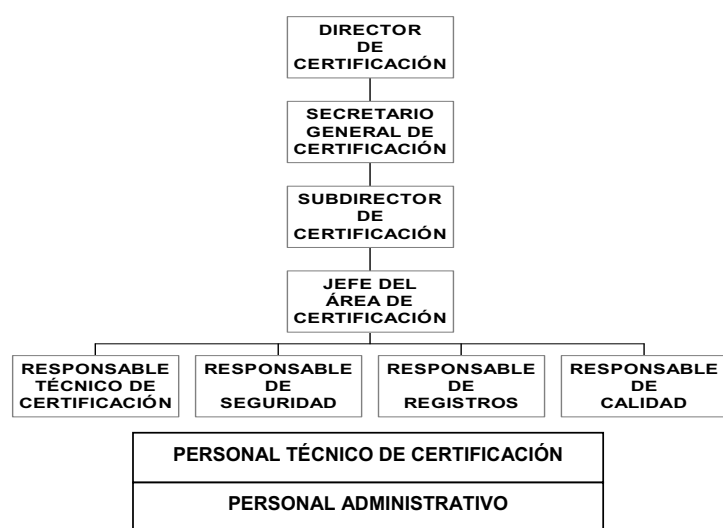 DIRECTOR
DE
CERTIFICACIÓN
SECRETARIO
GENERAL DE
CERTIFICACIÓN
SUBDIRECTOR
DE
CERTIFICACIÓN
JEFE DEL
ÁREA DE
CERTIFICACIÓN
RESPONSABLE
TÉCNICO DE
CERTIFICACIÓN
RESPONSABLE
DE
SEGURIDAD
RESPONSABLE
DE
REGISTROS
RESPONSABLE
DE
CALIDAD
PERSONAL TÉCNICO DE CERTIFICACIÓN
PERSONAL ADMINISTRATIVO